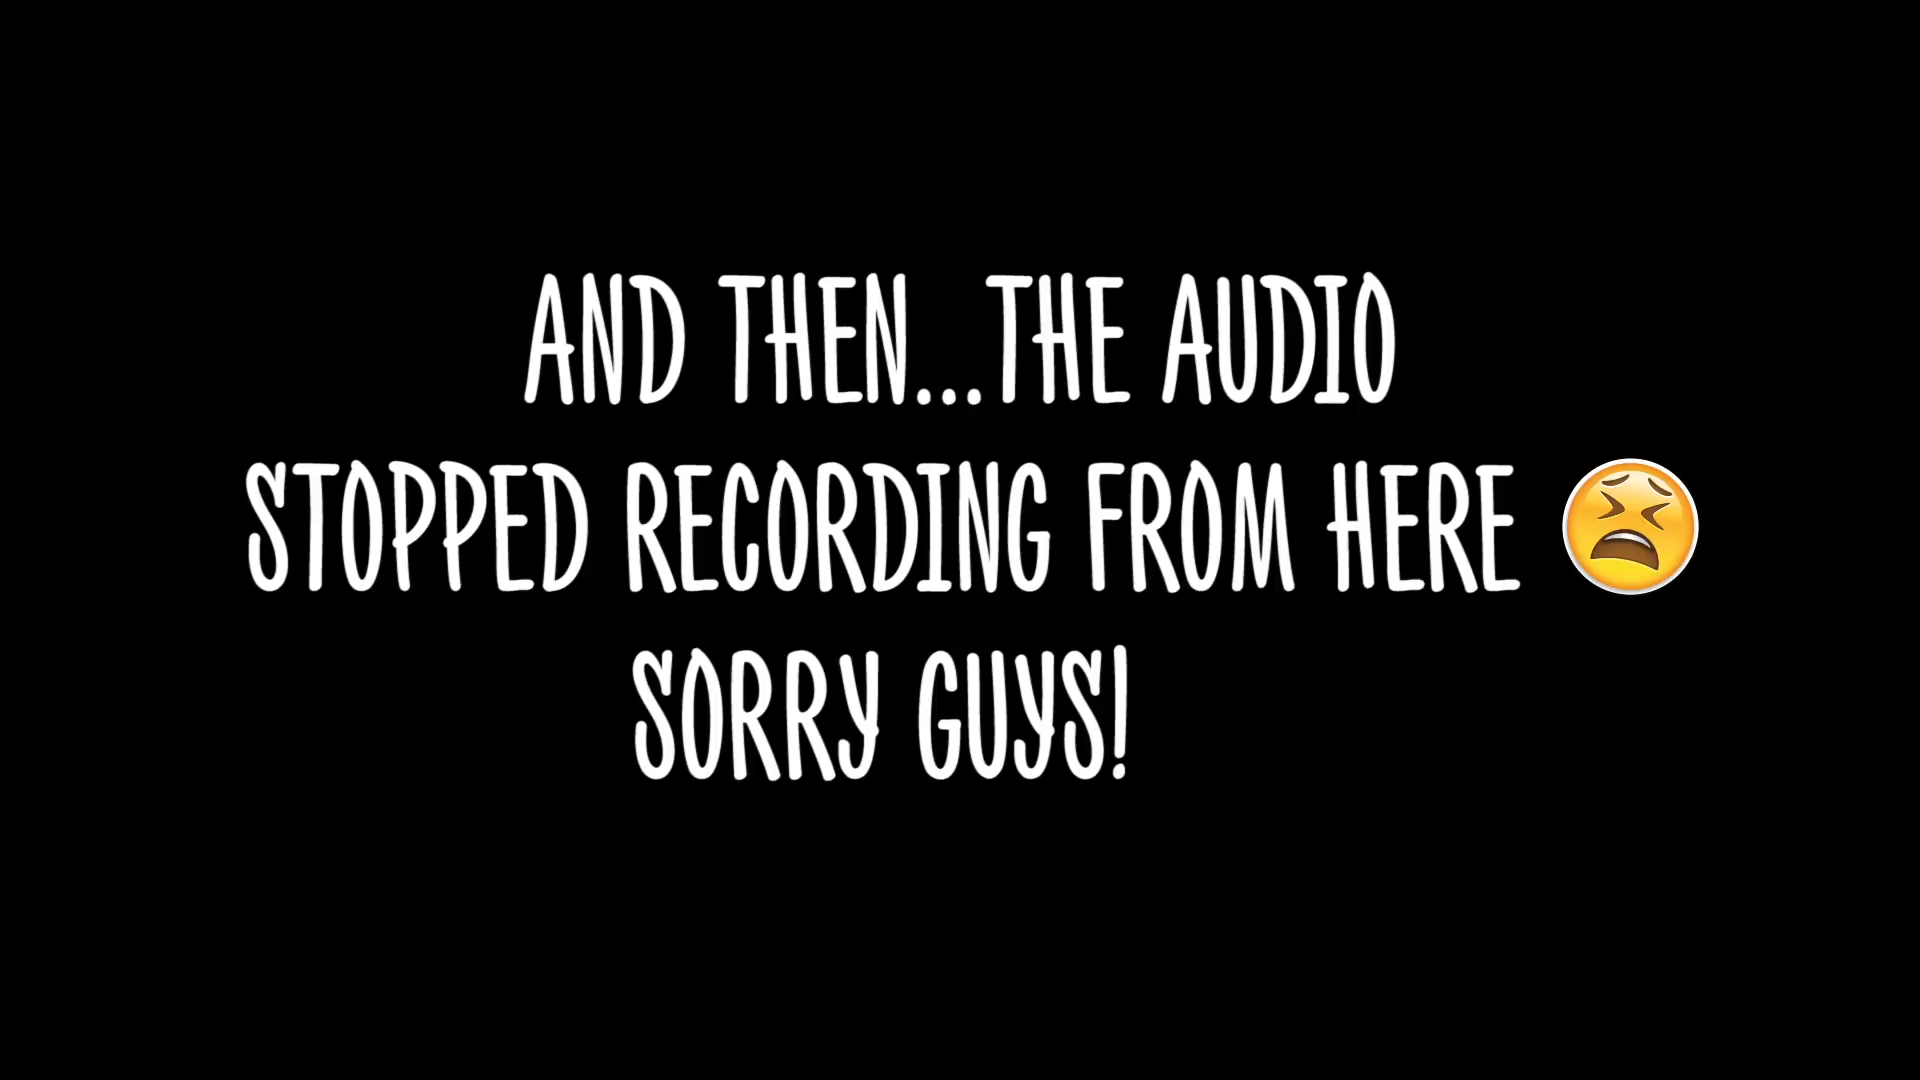 AND THEN...THE AUDIO
STOPPED RECORDING FROM HERE 😫
SORRY GUYS!